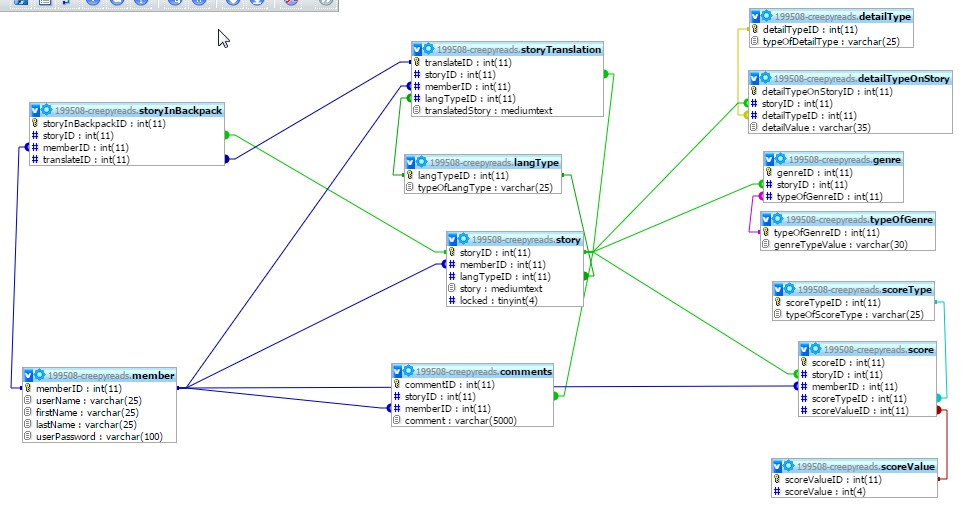 199508-creepyreads.detailType
detailTypeID : int(11)
typeOfDetailType : varchar(25)
199508-creepyreads.storyTranslation
translateID : int(11)
storyID : int(11)
memberID : int(11)
langTypeID : int(11)
translatedStory : mediumtext
199508-creepyreads.detailTypeOnStory
detailTypeOnStoryID : int(11)
storyID : int(11)
detailTypeID : int(11)
detailValue : varchar(35)
199508-creepyreads.storyInBackpack
storyInBackpackID : int(11)
storyID : int(11)
memberID : int(11)
translateID : int(11)
199508-creepyreads.langType
langTypeID : int(11)
typeOfLangType : varchar(25)
199508-creepyreads.genre
genreID : int(11)
storyID : int(11)
typeOfGenreID : int(11)
199508-creepyreads.typeOfGenre
typeOfGenreID : int(11)
genreTypeValue : varchar(30)
199508-creepyreads.story
storyID : int(11)
memberID : int(11)
langTypeID : int(11)
story : mediumtext
locked : tinyint(4)
199508-creepyreads.scoreType
scoreTypeID : int(11)
typeOfScoreType : varchar(25)
199508-creepyreads.score
scoreID : int(11)
storyID : int(11)
memberID : int(11)
scoreTypeID : int(11)
scoreValueID : int(11)
199508-creepyreads.member
memberID : int(11)
userName : varchar(25)
firstName : varchar(25)
lastName : varchar(25)
userPassword : varchar(100)
199508-creepyreads.comments
commentID : int(11)
storyID : int(11)
memberID : int(11)
comment : varchar(5000)
199508-creepyreads.scoreValue
scoreValueID : int(11)
scoreValue : int(4)